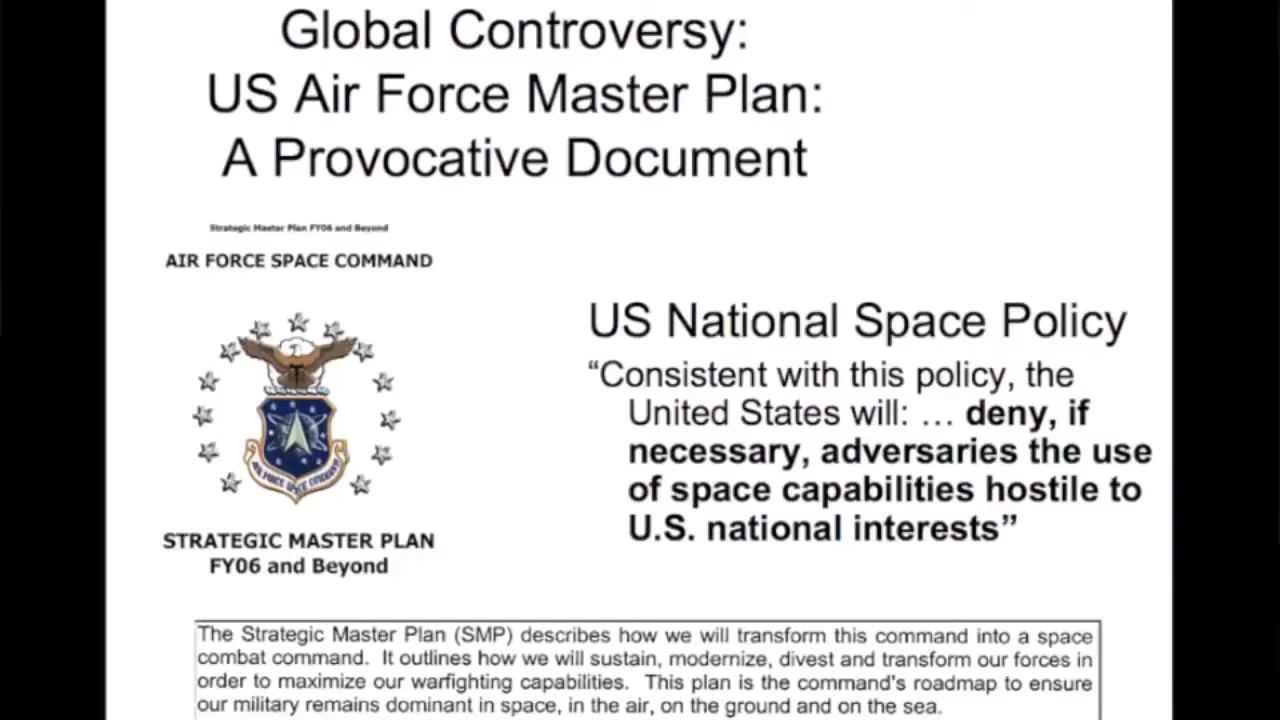 Global Controversy:
US Air Force Master Plan:
A Provocative Document
Strategic Master Plan FY06 and Beyond
AIR FORCE SPACE COMMAND
AIR FORCE SPACE COMMAND
STRATEGIC MASTER PLAN
FY06 and Beyond
US National Space Policy
“Consistent with this policy, the
United States will: … deny, if
necessary, adversaries the use
of space capabilities hostile to
U.S. national interests”
The Strategic Master Plan (SMP) describes how we will transform this command into a space
combat command. It outlines how we will sustain, modernize, divest and transform our forces in
order to maximize our warfighting capabilities. This plan is the command's roadmap to ensure
our military remains dominant in space, in the air, on the ground and on the sea.